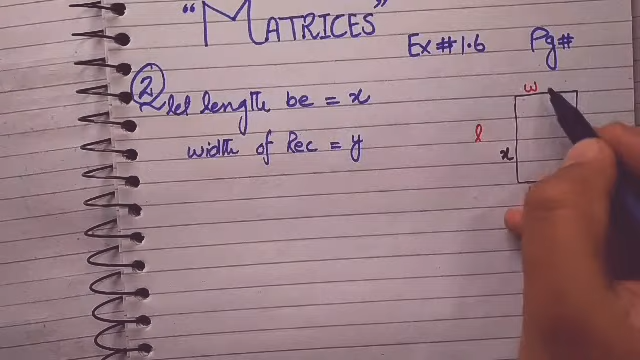 "MATRICES"
Ex # 1.6 Pg#
2 let length be = x
width of Rec = y
w
l
x